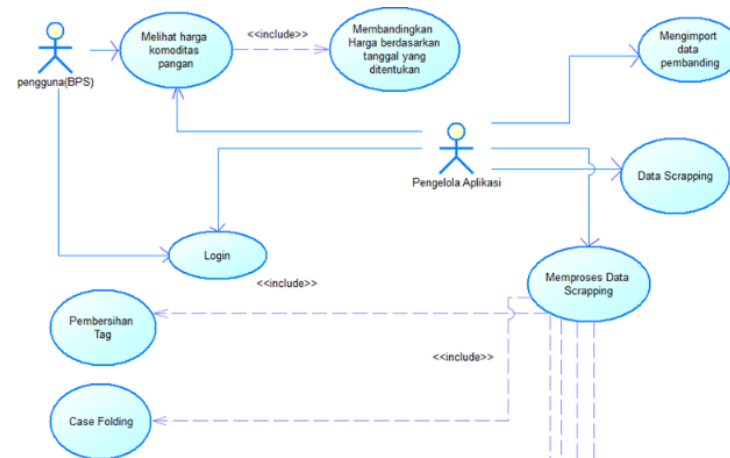 Melihat harga
komoditas
pangan
<<include>>
Membandingkan
Harga berdasarkan
tanggal yang
ditentukan
Mengimport
data
pembanding
pengguna(BPS)
Pengelola Aplikasi
Data Scrapping
Login
<<include>>
Memproses Data
Scrapping
Pembersihan
Tag
<<include>>
Case Folding